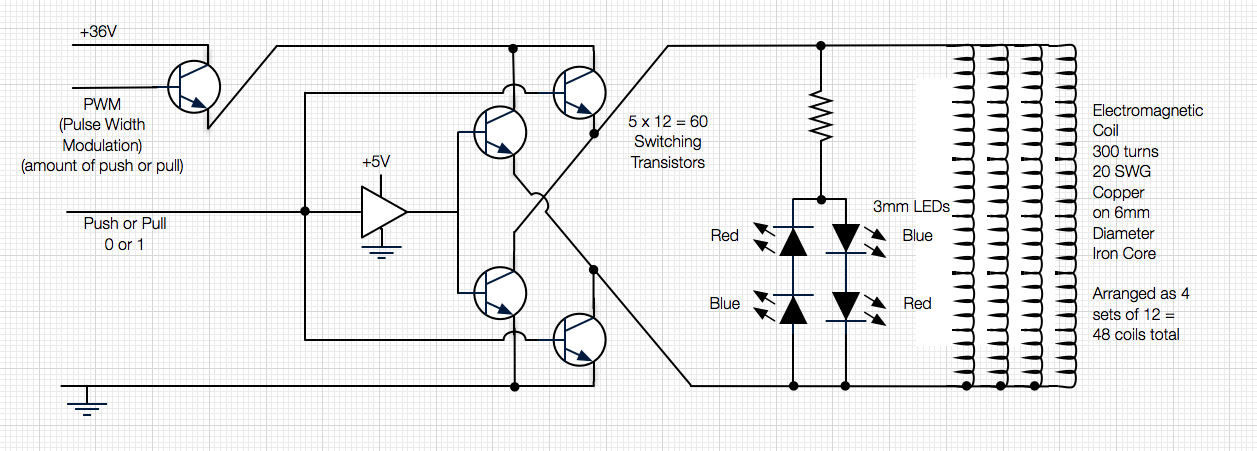 +36V
PWM
(Pulse Width
Modulation)
(amount of push or pull)
Push or Pull
0 or 1
+5V
5 x 12 = 60
Switching
Transistors
3mm LEDs
Red
Blue
Blue
Red
Electromagnetic
Coil
300 turns
20 SWG
Copper
on 6mm
Diameter
Iron Core
Arranged as 4
sets of 12 =
48 coils total